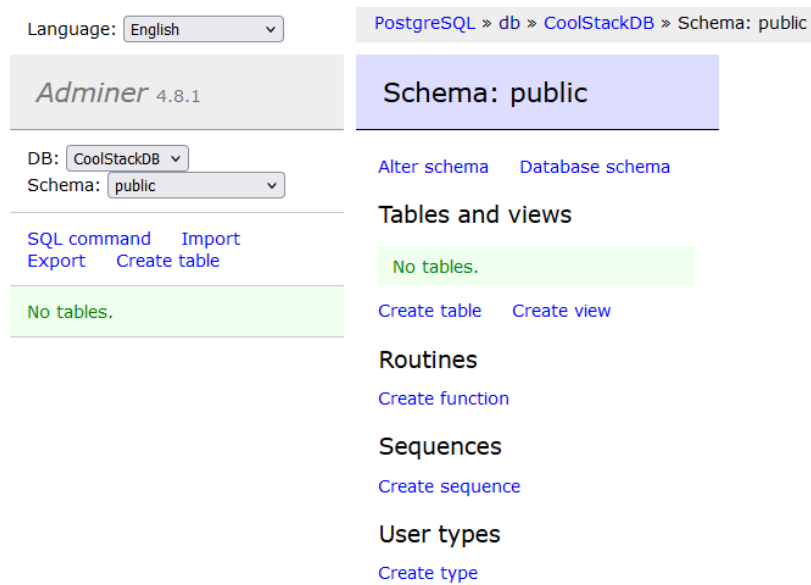 Language: English
PostgreSQL » db » CoolStackDB » Schema: public
Adminer 4.8.1
DB: CoolStackDB
Schema: public
SQL command Import
Export Create table
No tables.
Schema: public
Alter schema Database schema
Tables and views
No tables.
Create table Create view
Routines
Create function
Sequences
Create sequence
User types
Create type